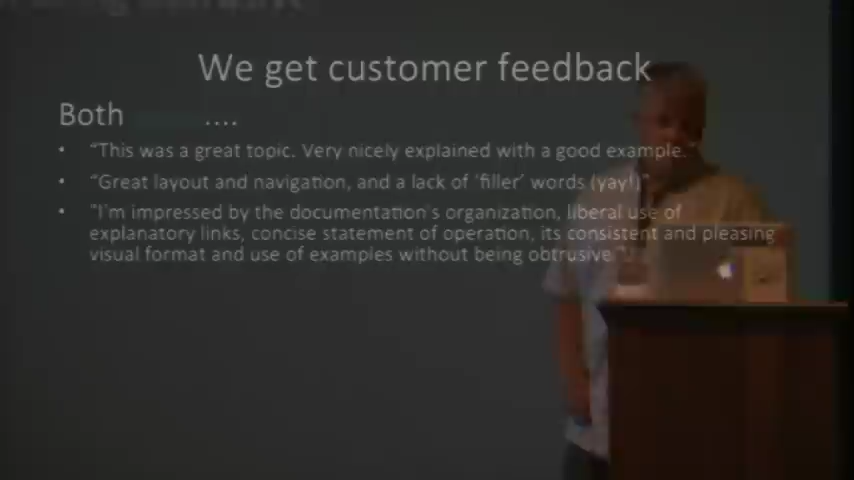 We get customer feedback
Both ....
• "This was a great topic. Very nicely explained with a good example."
• "Great layout and navigation, and a lack of 'filler' words (yay!)"
• "I'm impressed by the documentation's organization, liberal use of
explanatory links, concise statement of operation, its consistent and pleasing
visual format and use of examples without being obtrusive."